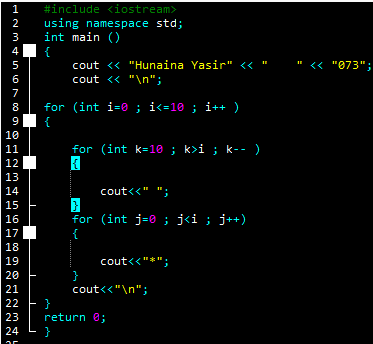 1 #include <iostream>
2 using namespace std;
3 int main ()
4 {
5 cout << "Hunaina Yasir" << "    " << "073";
6 cout << "\n";
7
8 for (int i=0 ; i<=10 ; i++ )
9 {
10
11 for (int k=10 ; k>i ; k-- )
12 {
13
14 cout<<" ";
15 }
16 for (int j=0 ; j<i ; j++)
17 {
18
19 cout<<"*";
20 }
21 cout<<"\n";
22 }
23 return 0;
24 }